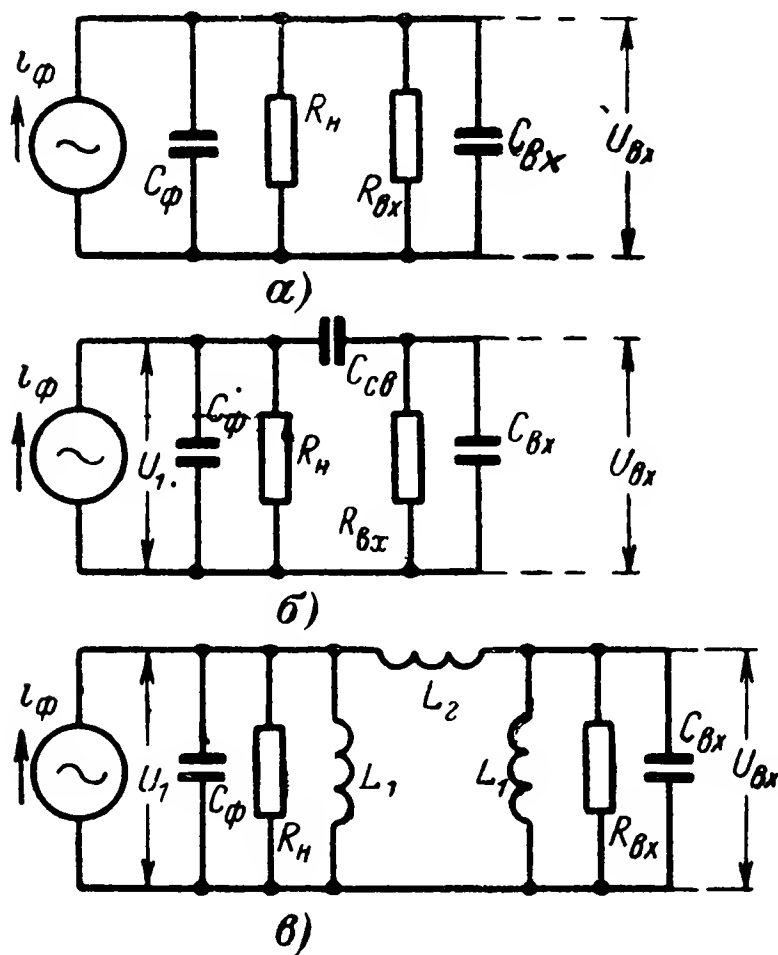 iф
Cф
Rн
Rвх
Cвх
Uвх
а)
iф
U1.
Cф
Rн
Cсв
Rвх
Cвх
Uвх
б)
iф
U1
Cф
Rн
L1
L2
L1
Rвх
Cвх
Uвх
в)